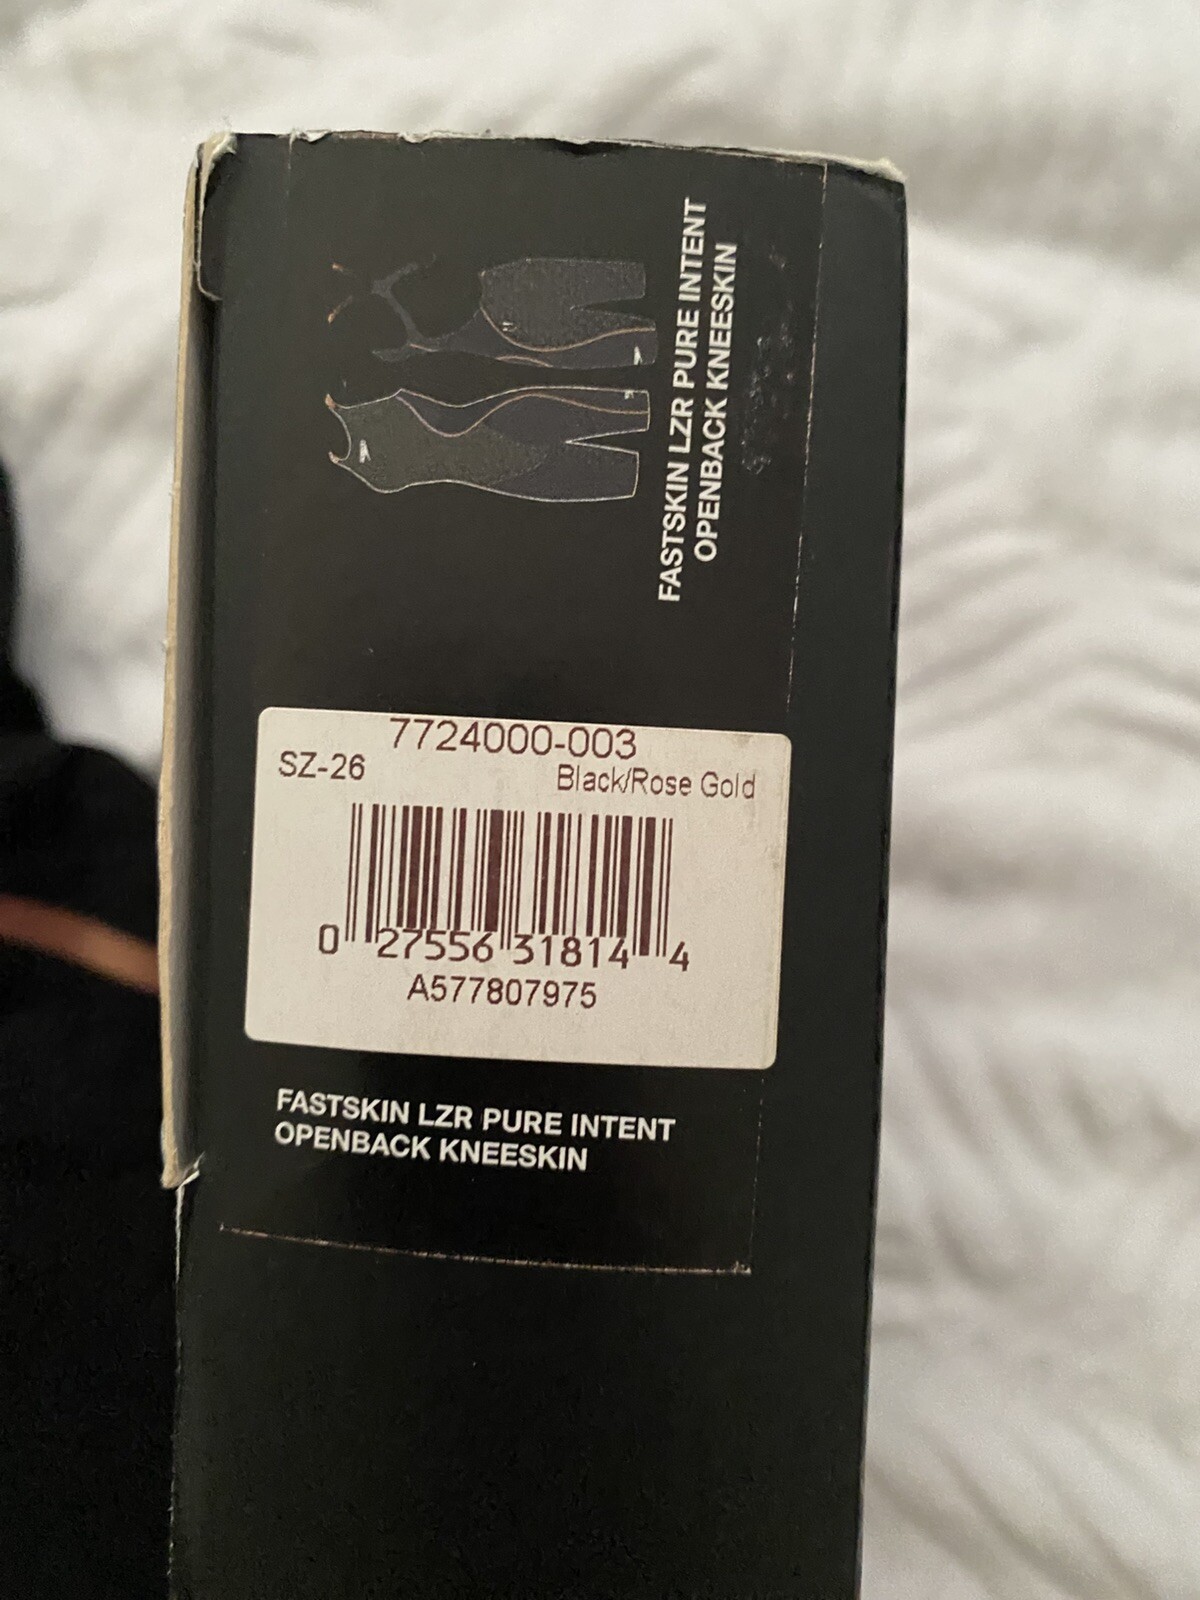 FASTSKIN LZR PURE INTENT
OPENBACK KNEESKIN
7724000-003
SZ-26
Black/Rose Gold
0 27556 31814 4
A577807975
FASTSKIN LZR PURE INTENT
OPENBACK KNEESKIN